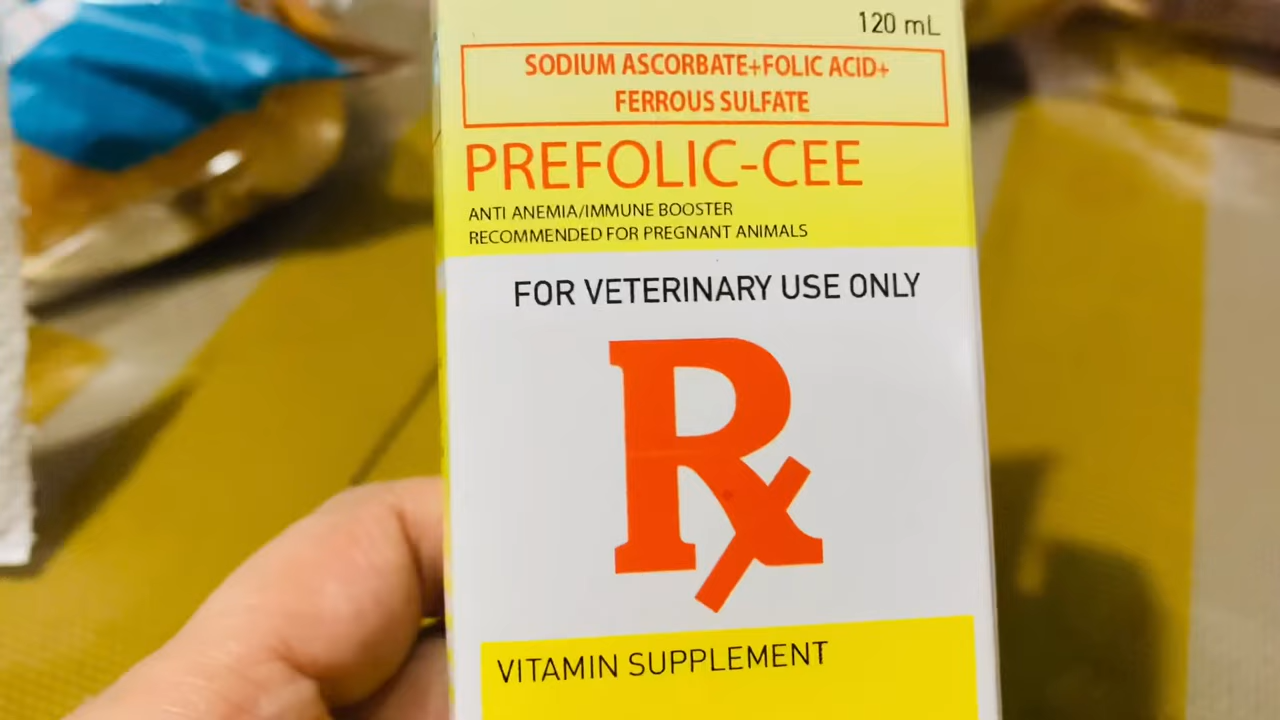 120 mL
SODIUM ASCORBATE+FOLIC ACID+
FERROUS SULFATE
PREFOLIC-CEE
ANTI ANEMIA/IMMUNE BOOSTER
RECOMMENDED FOR PREGNANT ANIMALS
FOR VETERINARY USE ONLY
Rx
VITAMIN SUPPLEMENT